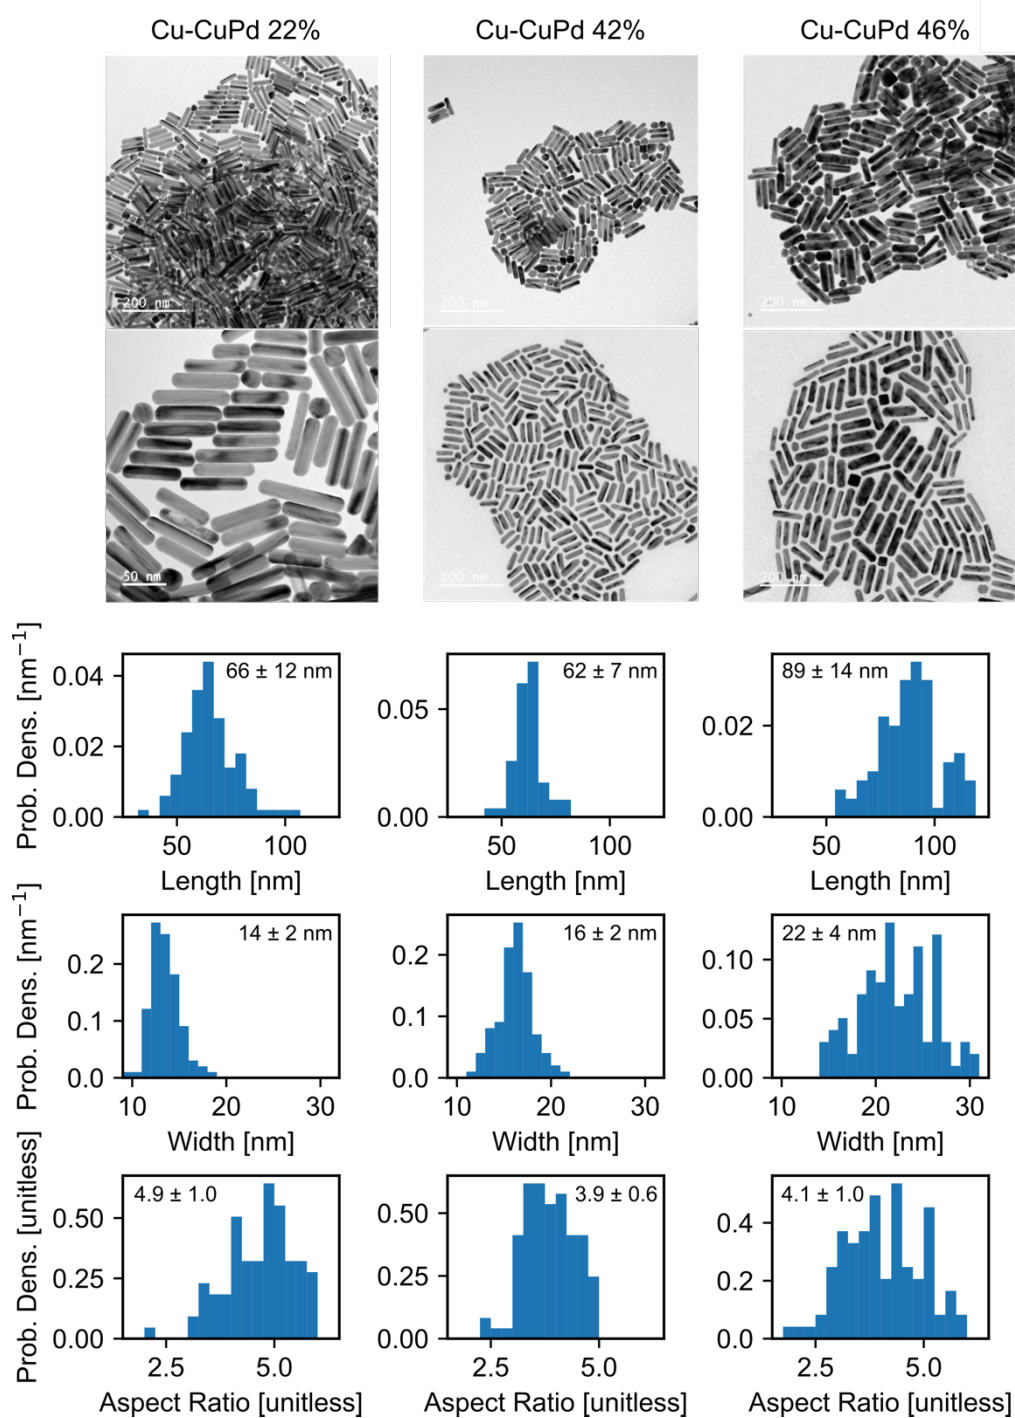 Cu-CuPd 22%
Cu-CuPd 42%
Cu-CuPd 46%
200 nm
200 nm
200 nm
50 nm
200 nm
200 nm
Prob. Dens. [nm⁻¹]
0.04
0.02
0.00
66 ± 12 nm
50
100
Length [nm]
0.05
0.00
62 ± 7 nm
50
100
Length [nm]
0.02
0.00
89 ± 14 nm
50
100
Length [nm]
Prob. Dens. [nm⁻¹]
0.2
0.1
0.0
14 ± 2 nm
10
20
30
Width [nm]
0.2
0.1
0.0
16 ± 2 nm
10
20
30
Width [nm]
0.10
0.05
0.00
22 ± 4 nm
10
20
30
Width [nm]
Prob. Dens. [unitless]
0.50
0.25
0.00
4.9 ± 1.0
2.5
5.0
Aspect Ratio [unitless]
0.50
0.25
0.00
3.9 ± 0.6
2.5
5.0
Aspect Ratio [unitless]
0.4
0.2
0.0
4.1 ± 1.0
2.5
5.0
Aspect Ratio [unitless]